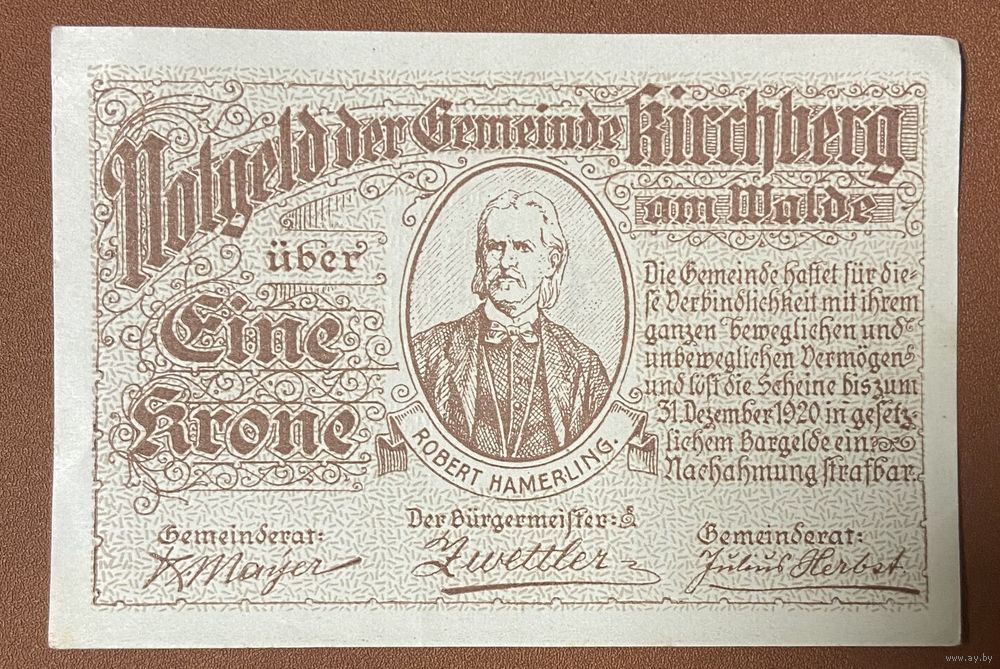 Notgeld der Gemeinde Kirchberg
am Walde
über
Eine
Krone
Die Gemeinde haftet für die-
se Verbindlichkeit mit ihrem
ganzen beweglichen und
unbeweglichen Vermögen
und löst die Scheine bis zum
31. Dezember 1920 in gesetz-
lichem Bargelde ein.
Nachahmung strafbar.
ROBERT HAMERLING.
Gemeinderat:
K. Mayer
Der Bürgermeister:
Zwettler
Gemeinderat:
Julius Herbst.
www.ay.by